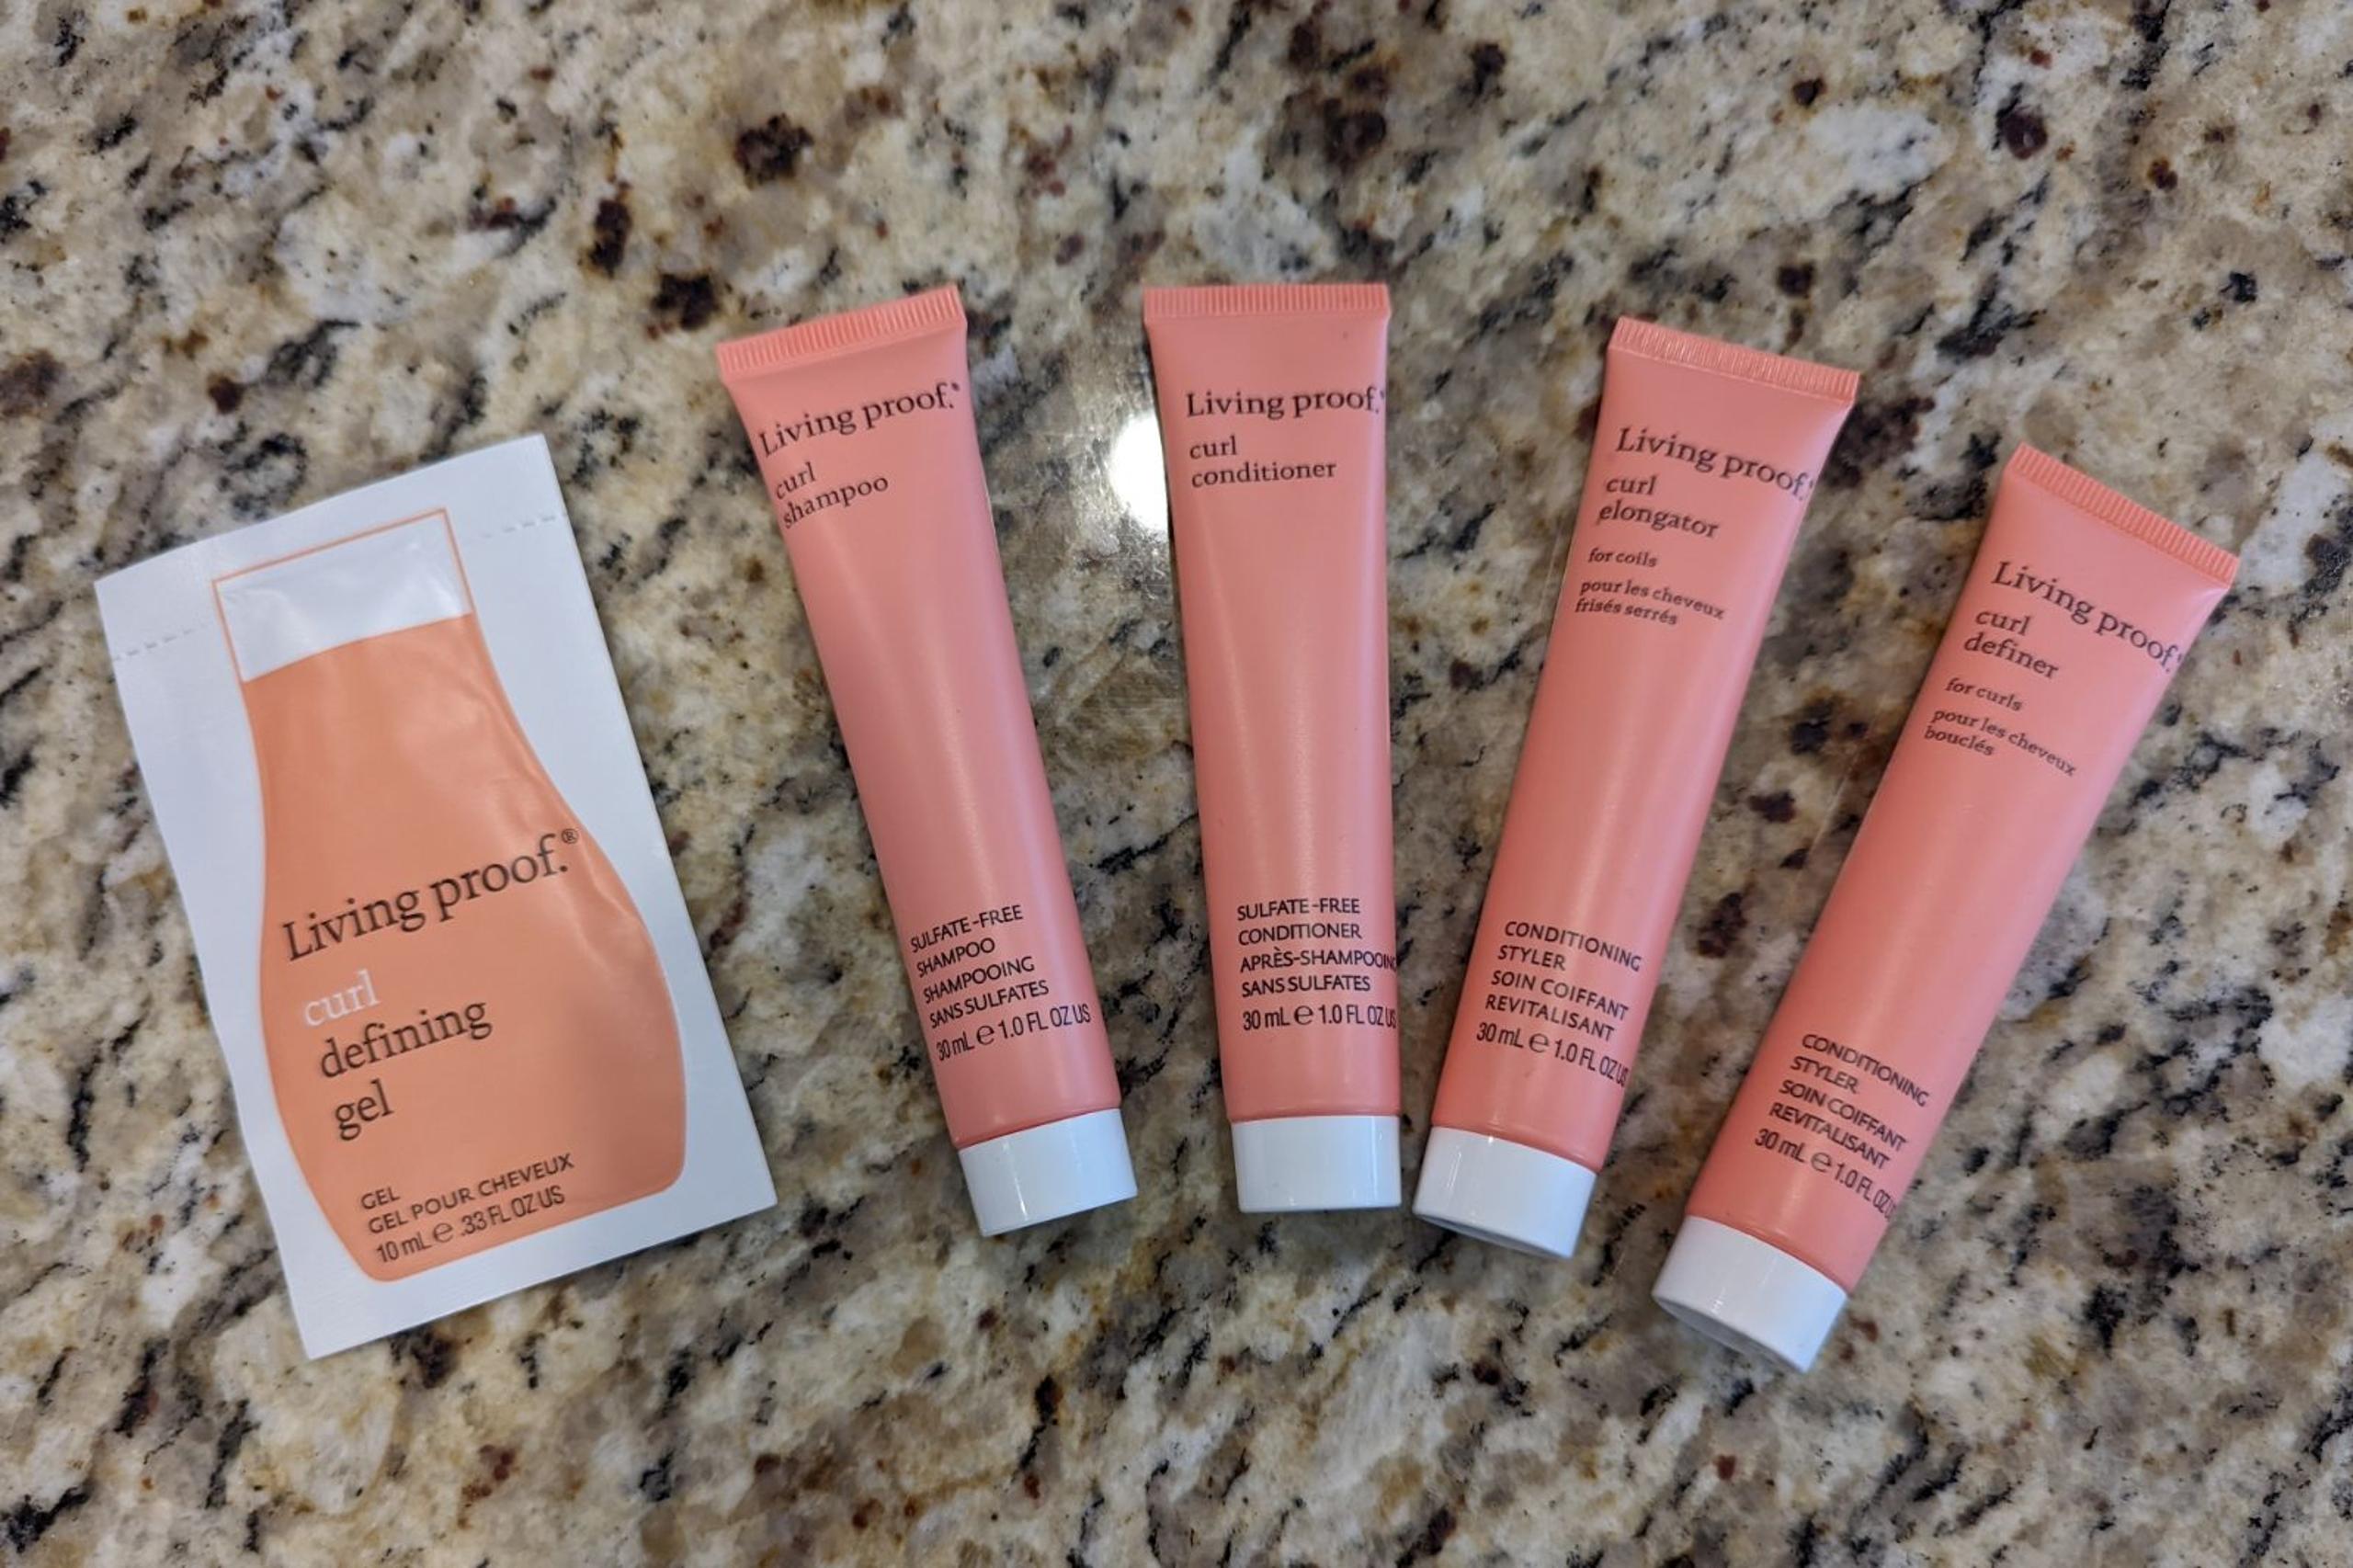 Living proof.®
curl
defining
gel
GEL
GEL POUR CHEVEUX
10 mL ℮ .33 FL OZ US
Living proof.®
curl
shampoo
SULFATE-FREE
SHAMPOO
SHAMPOOING
SANS SULFATES
30 mL ℮ 1.0 FL OZ US
Living proof.®
curl
conditioner
SULFATE-FREE
CONDITIONER
APRÈS-SHAMPOOING
SANS SULFATES
30 mL ℮ 1.0 FL OZ US
Living proof.®
curl
elongator
for coils
pour les cheveux
frisés serrés
CONDITIONING
STYLER
SOIN COIFFANT
REVITALISANT
30 mL ℮ 1.0 FL OZ US
Living proof.®
curl
definer
for curls
pour les cheveux
bouclés
CONDITIONING
STYLER
SOIN COIFFANT
REVITALISANT
30 mL ℮ 1.0 FL OZ US